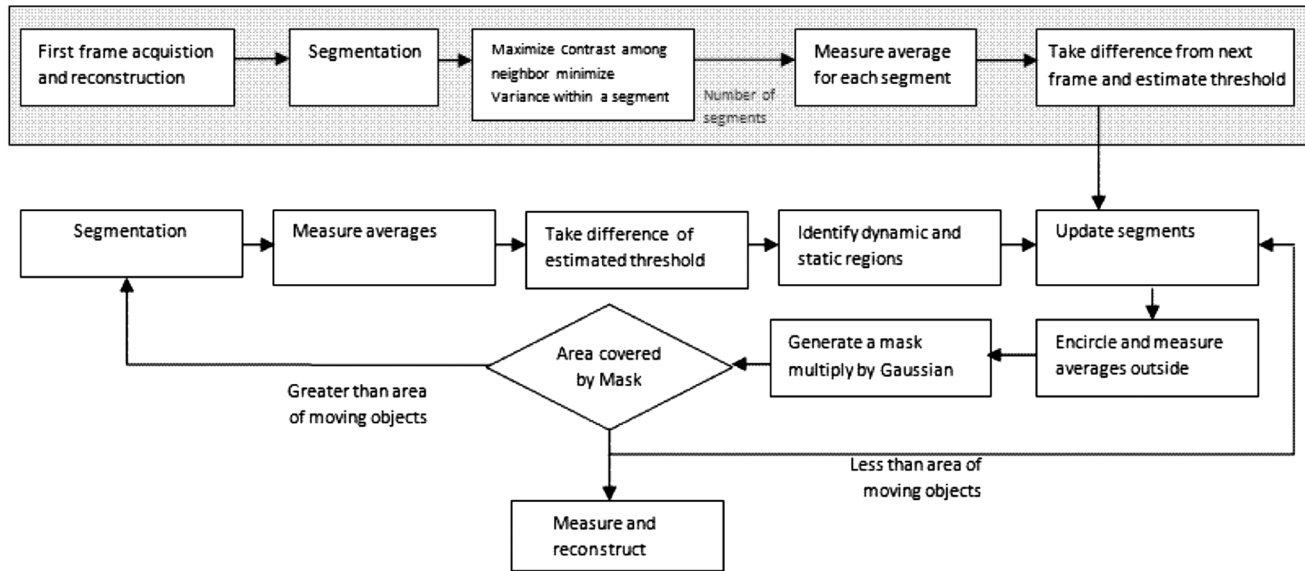 First frame acquistion
and reconstruction
Segmentation
Maximize Contrast among
neighbor minimize
Variance within a segment
Number of
segments
Measure average
for each segment
Take difference from next
frame and estimate threshold
Segmentation
Measure averages
Take difference of
estimated threshold
Identify dynamic and
static regions
Update segments
Encircle and measure
averages outside
Generate a mask
multiply by Gaussian
Area covered
by Mask
Greater than area
of moving objects
Less than area of
moving objects
Measure and
reconstruct